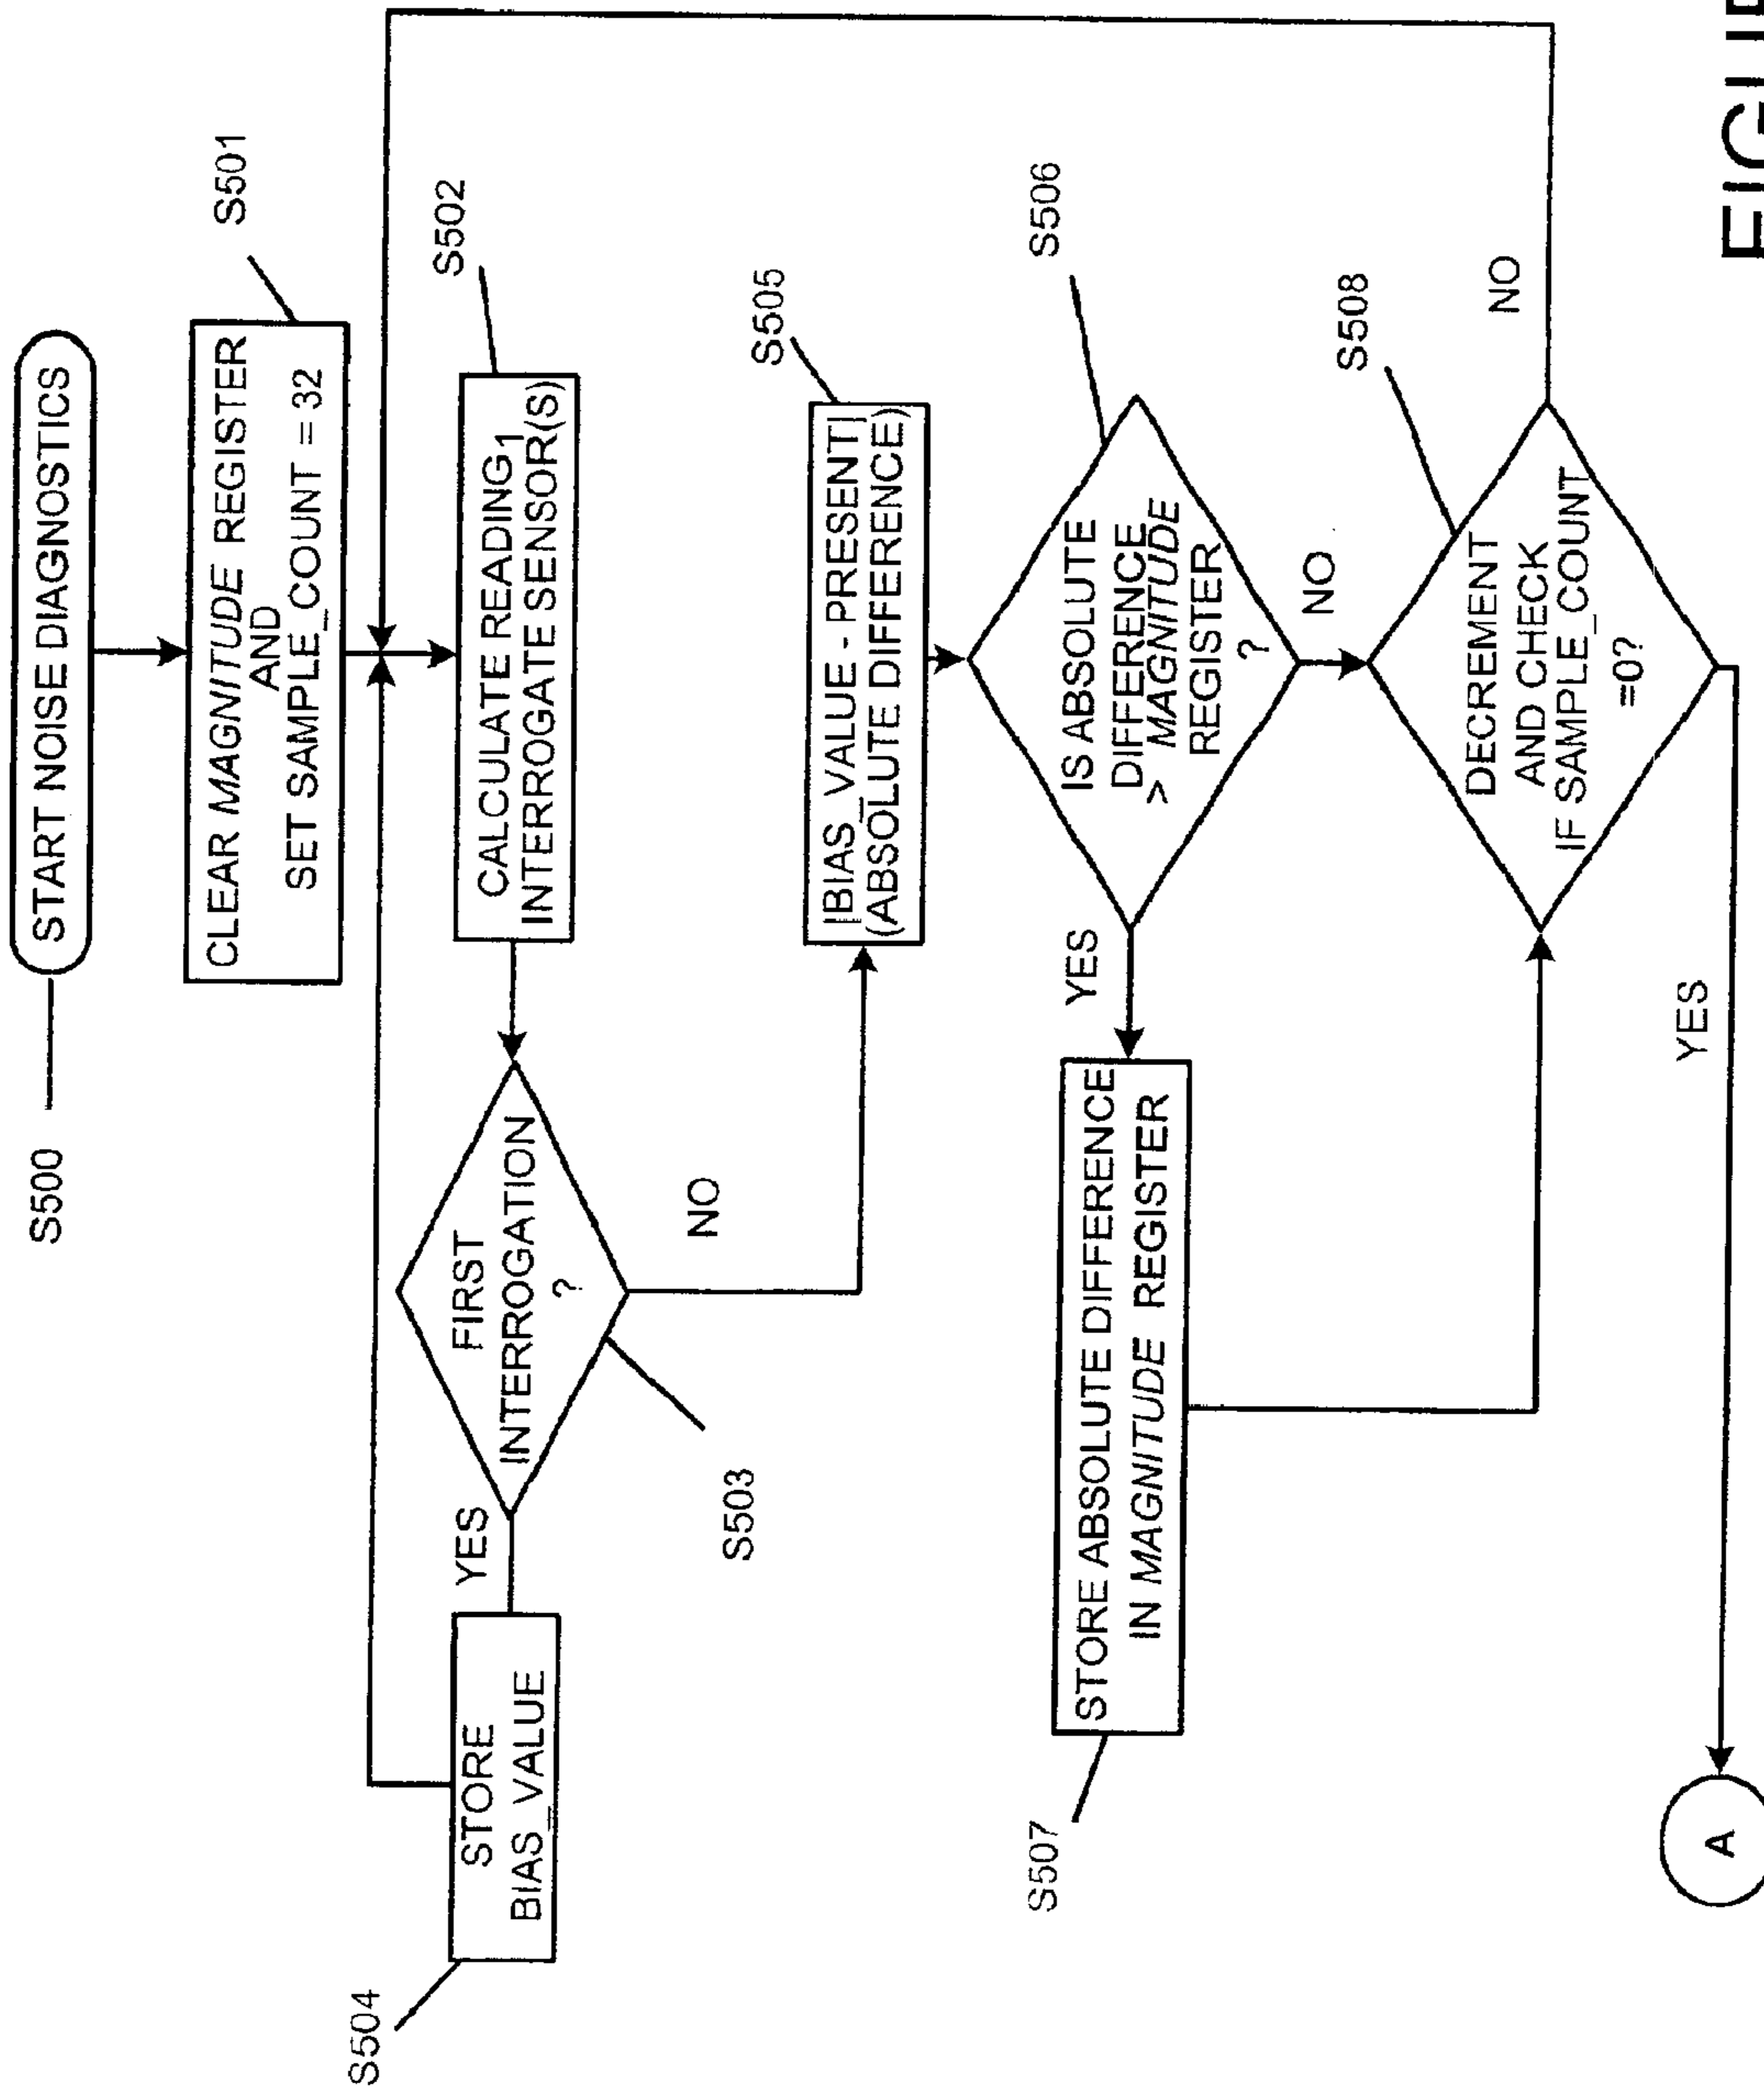 S500
START NOISE DIAGNOSTICS
CLEAR MAGNITUDE REGISTER
AND
SET SAMPLE_COUNT = 32
S501
CALCULATE READING1
INTERROGATE SENSOR(S)
S502
FIRST
INTERROGATION
?
S503
YES
NO
STORE
BIAS_VALUE
S504
|BIAS_VALUE - PRESENT|
(ABSOLUTE DIFFERENCE)
S505
IS ABSOLUTE
DIFFERENCE
> MAGNITUDE
REGISTER
?
S506
YES
NO
STORE ABSOLUTE DIFFERENCE
IN MAGNITUDE REGISTER
S507
DECREMENT
AND CHECK
IF SAMPLE_COUNT
=0?
S508
NO
YES
A